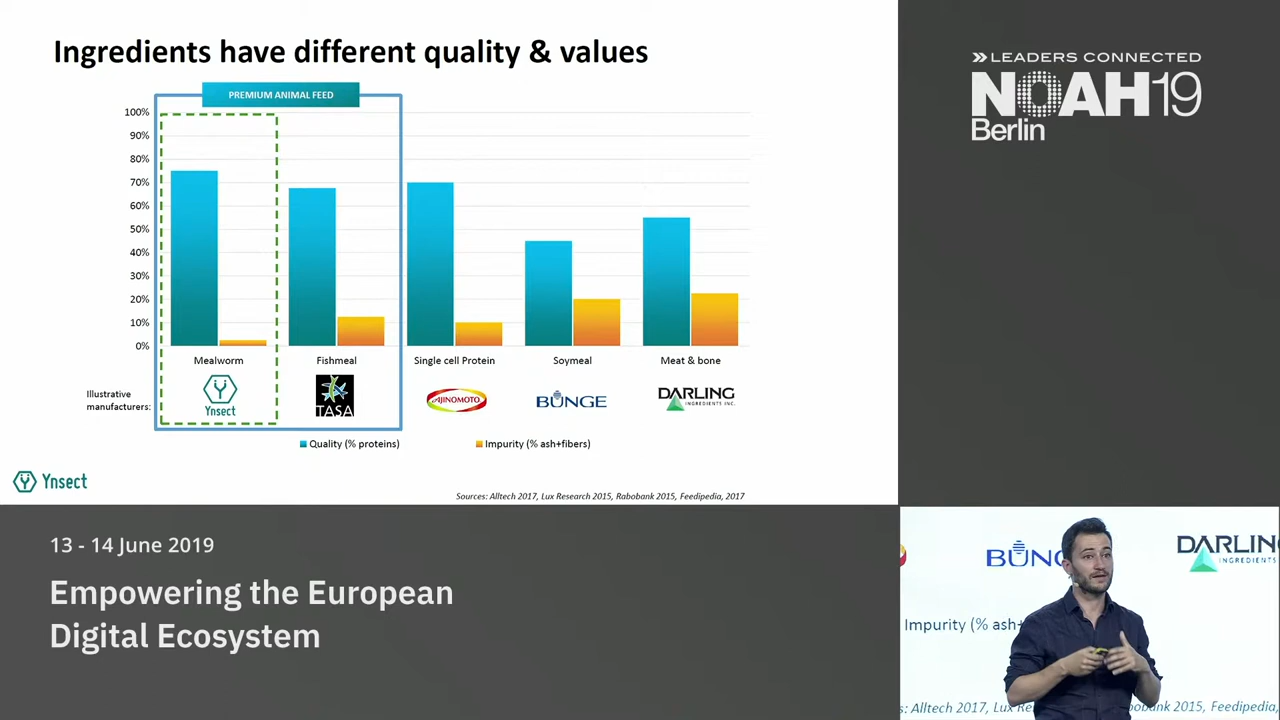 Ingredients have different quality & values
PREMIUM ANIMAL FEED
100%
90%
80%
70%
60%
50%
40%
30%
20%
10%
0%
Mealworm
Fishmeal
Single cell Protein
Soymeal
Meat & bone
Illustrative
manufacturers:
Ynsect
TASA
AJINOMOTO
BUNGE
DARLING
INGREDIENTS INC.
Quality (% proteins)
Impurity (% ash+fibers)
Ynsect
Sources: Alltech 2017, Lux Research 2015, Rabobank 2015, Feedipedia, 2017
LEADERS CONNECTED
NOAH19
Berlin
13 - 14 June 2019
Empowering the European
Digital Ecosystem
BUNG
DARLIN
INGREDIENTS
Impurity (% ash+
s: Alltech 2017, Lux Re
obank 2015, Feedipedia,